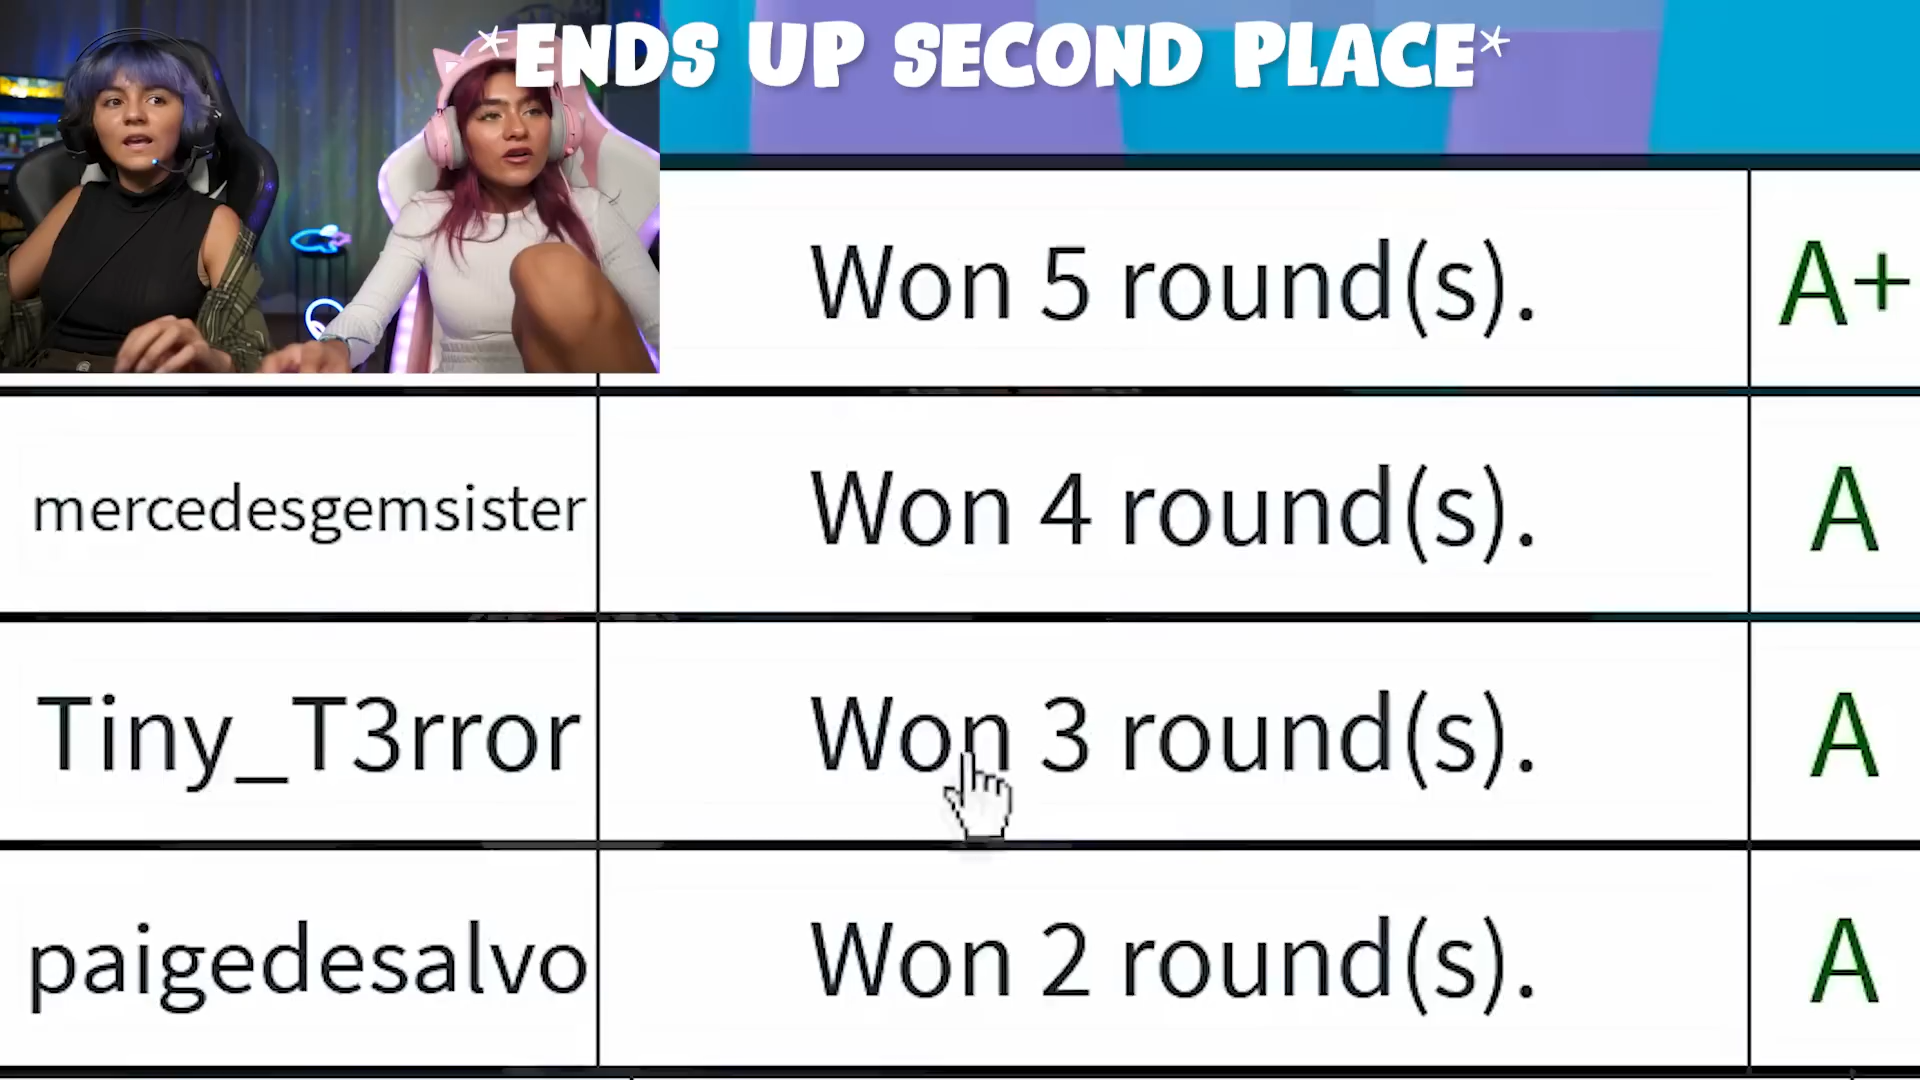 *ENDS UP SECOND PLACE*
Won 5 round(s). A+
mercedesgemsister Won 4 round(s). A
Tiny_T3rror Won 3 round(s). A
paigedesalvo Won 2 round(s). A